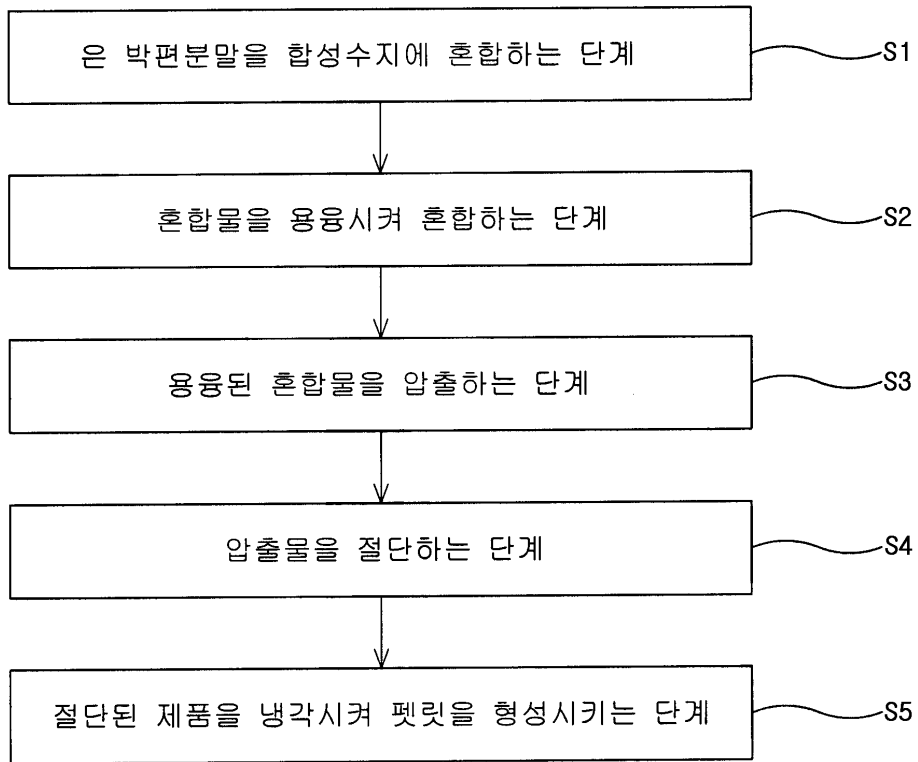 은 박편분말을 합성수지에 혼합하는 단계
S1
혼합물을 용융시켜 혼합하는 단계
S2
용융된 혼합물을 압출하는 단계
S3
압출물을 절단하는 단계
S4
절단된 제품을 냉각시켜 펫릿을 형성시키는 단계
S5